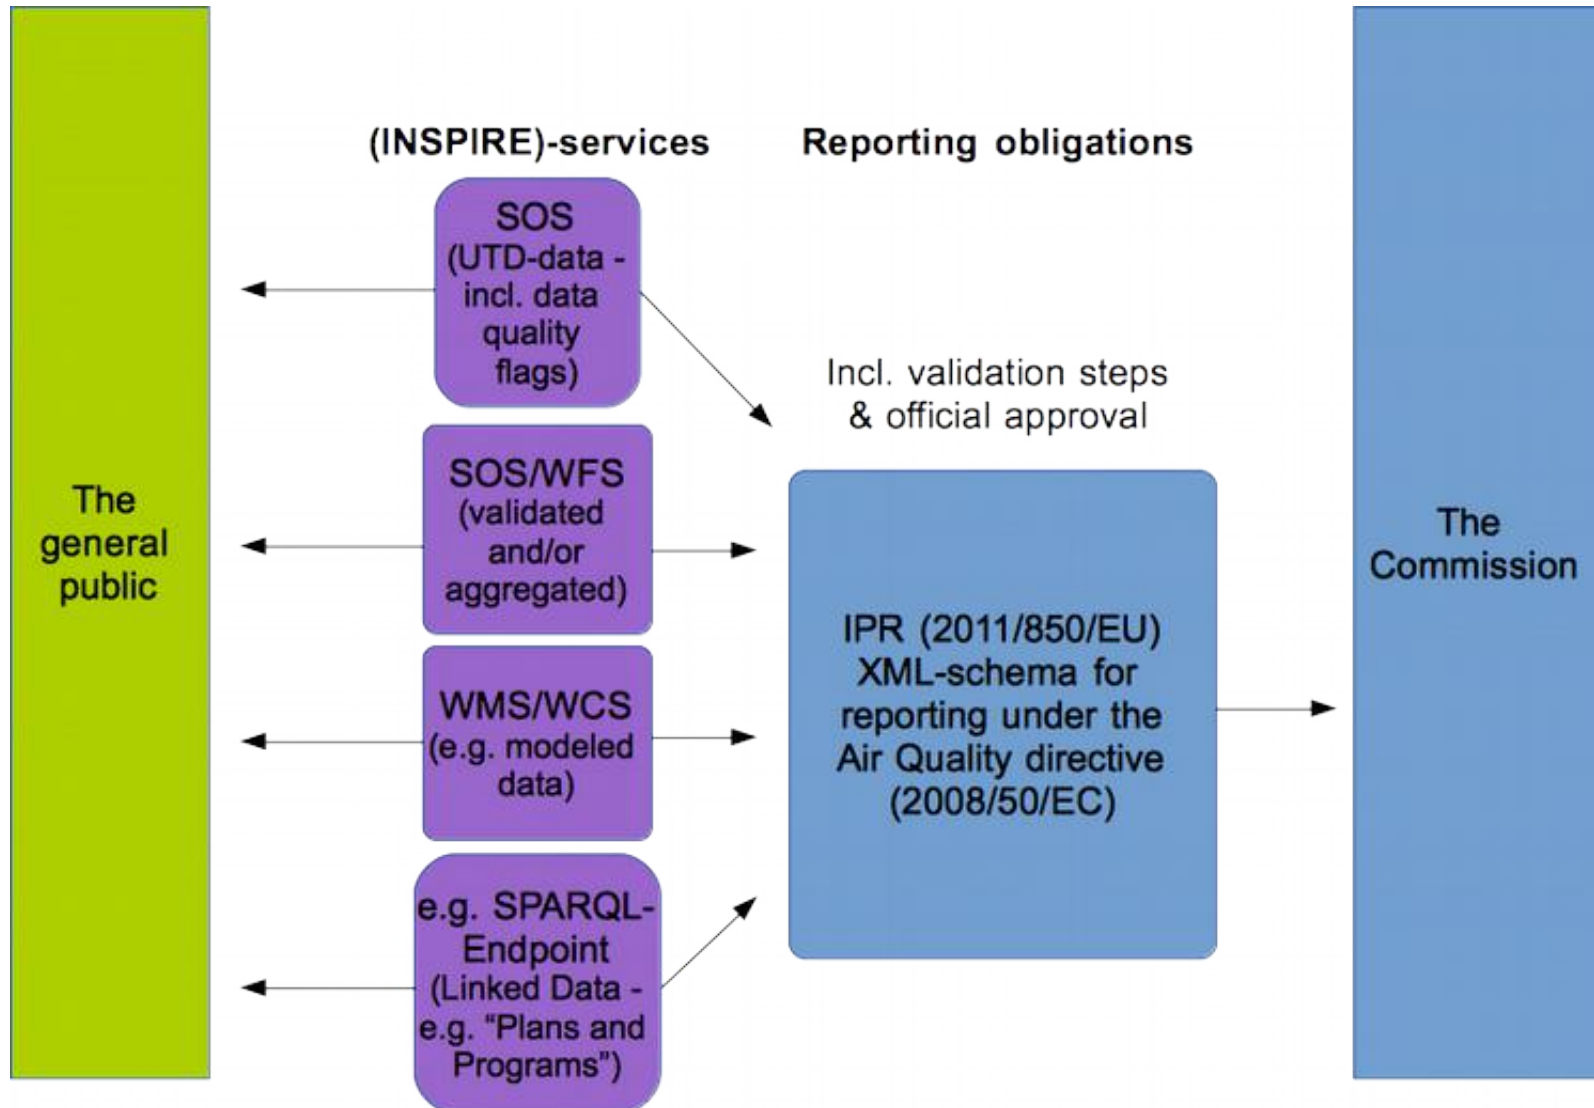 (INSPIRE)-services
Reporting obligations
The
general
public
SOS
(UTD-data -
incl. data
quality
flags)
SOS/WFS
(validated
and/or
aggregated)
WMS/WCS
(e.g. modeled
data)
e.g. SPARQL-
Endpoint
(Linked Data -
e.g. “Plans and
Programs”)
Incl. validation steps
& official approval
IPR (2011/850/EU)
XML-schema for
reporting under the
Air Quality directive
(2008/50/EC)
The
Commission